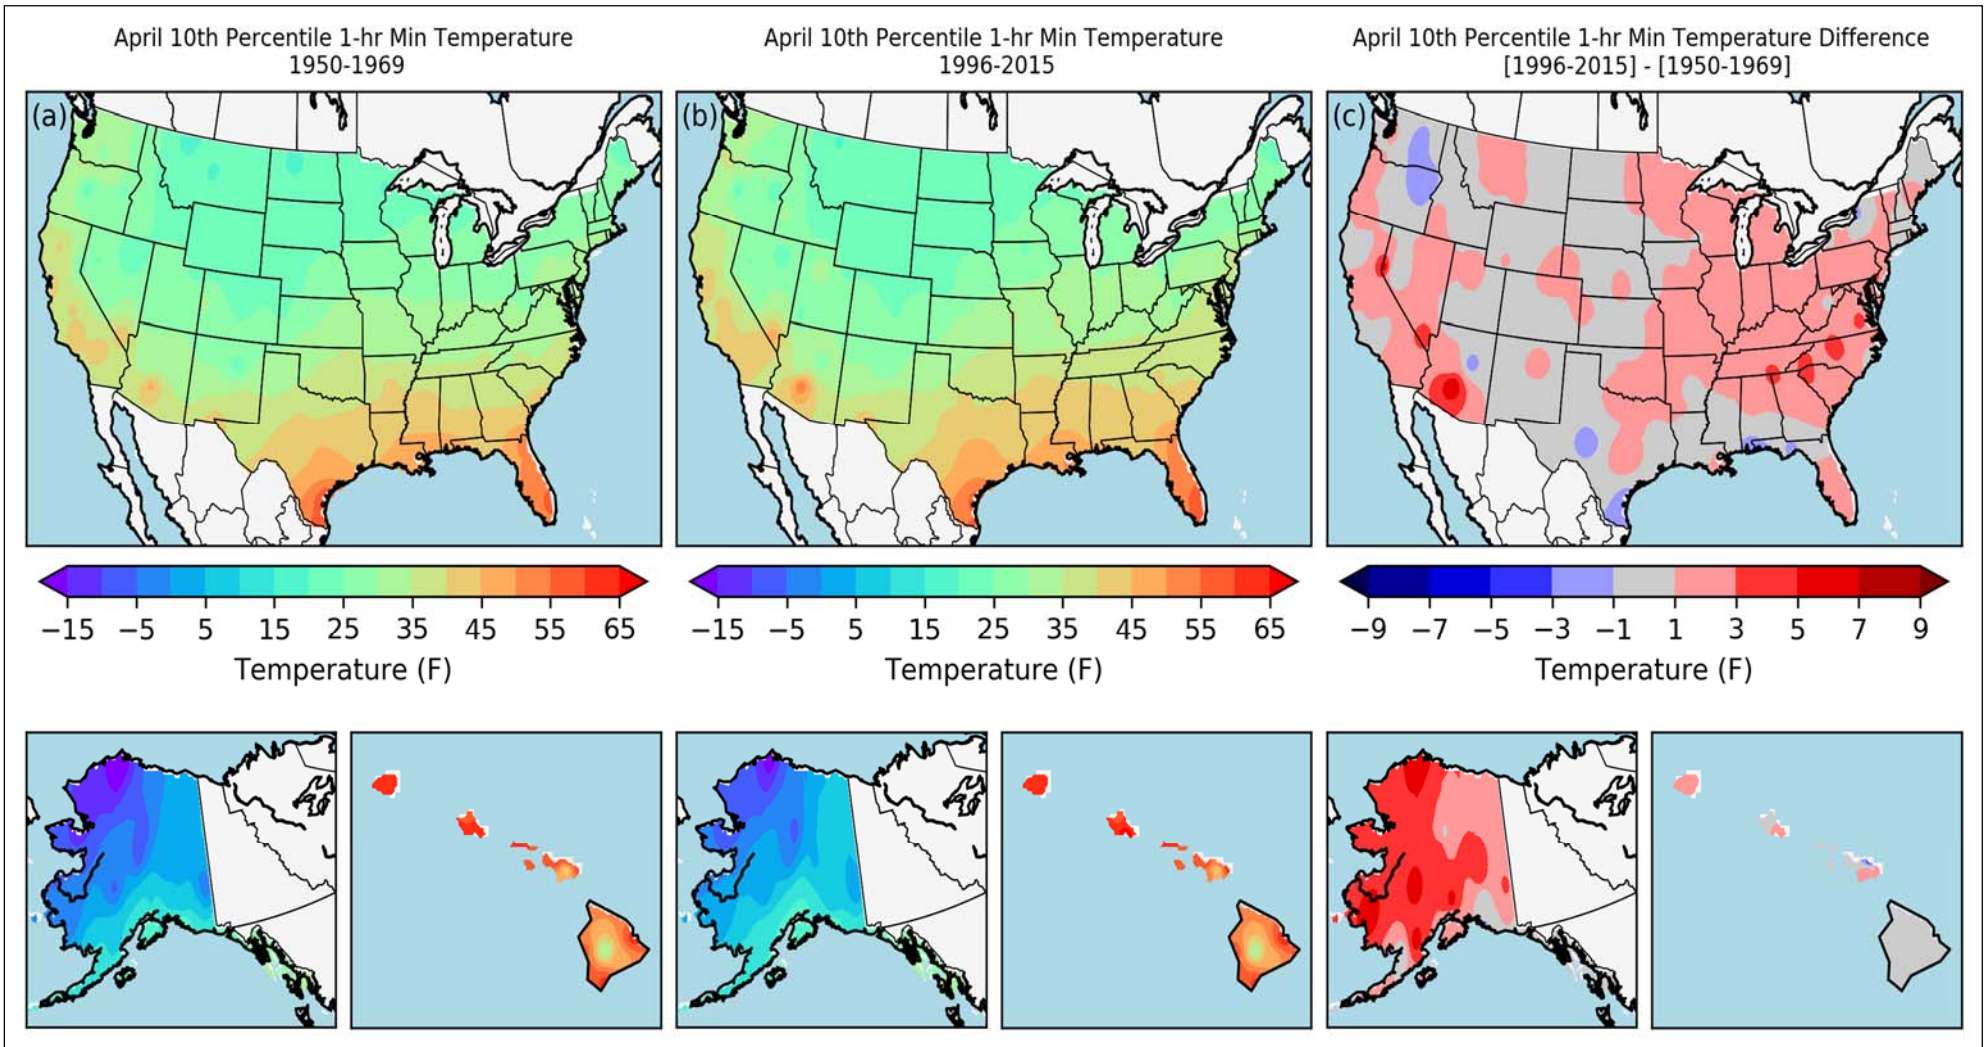 April 10th Percentile 1-hr Min Temperature
1950-1969
April 10th Percentile 1-hr Min Temperature
1996-2015
April 10th Percentile 1-hr Min Temperature Difference
[1996-2015] - [1950-1969]
(a)
(b)
(c)
−15 −5 5 15 25 35 45 55 65
Temperature (F)
−15 −5 5 15 25 35 45 55 65
Temperature (F)
−9 −7 −5 −3 −1 1 3 5 7 9
Temperature (F)